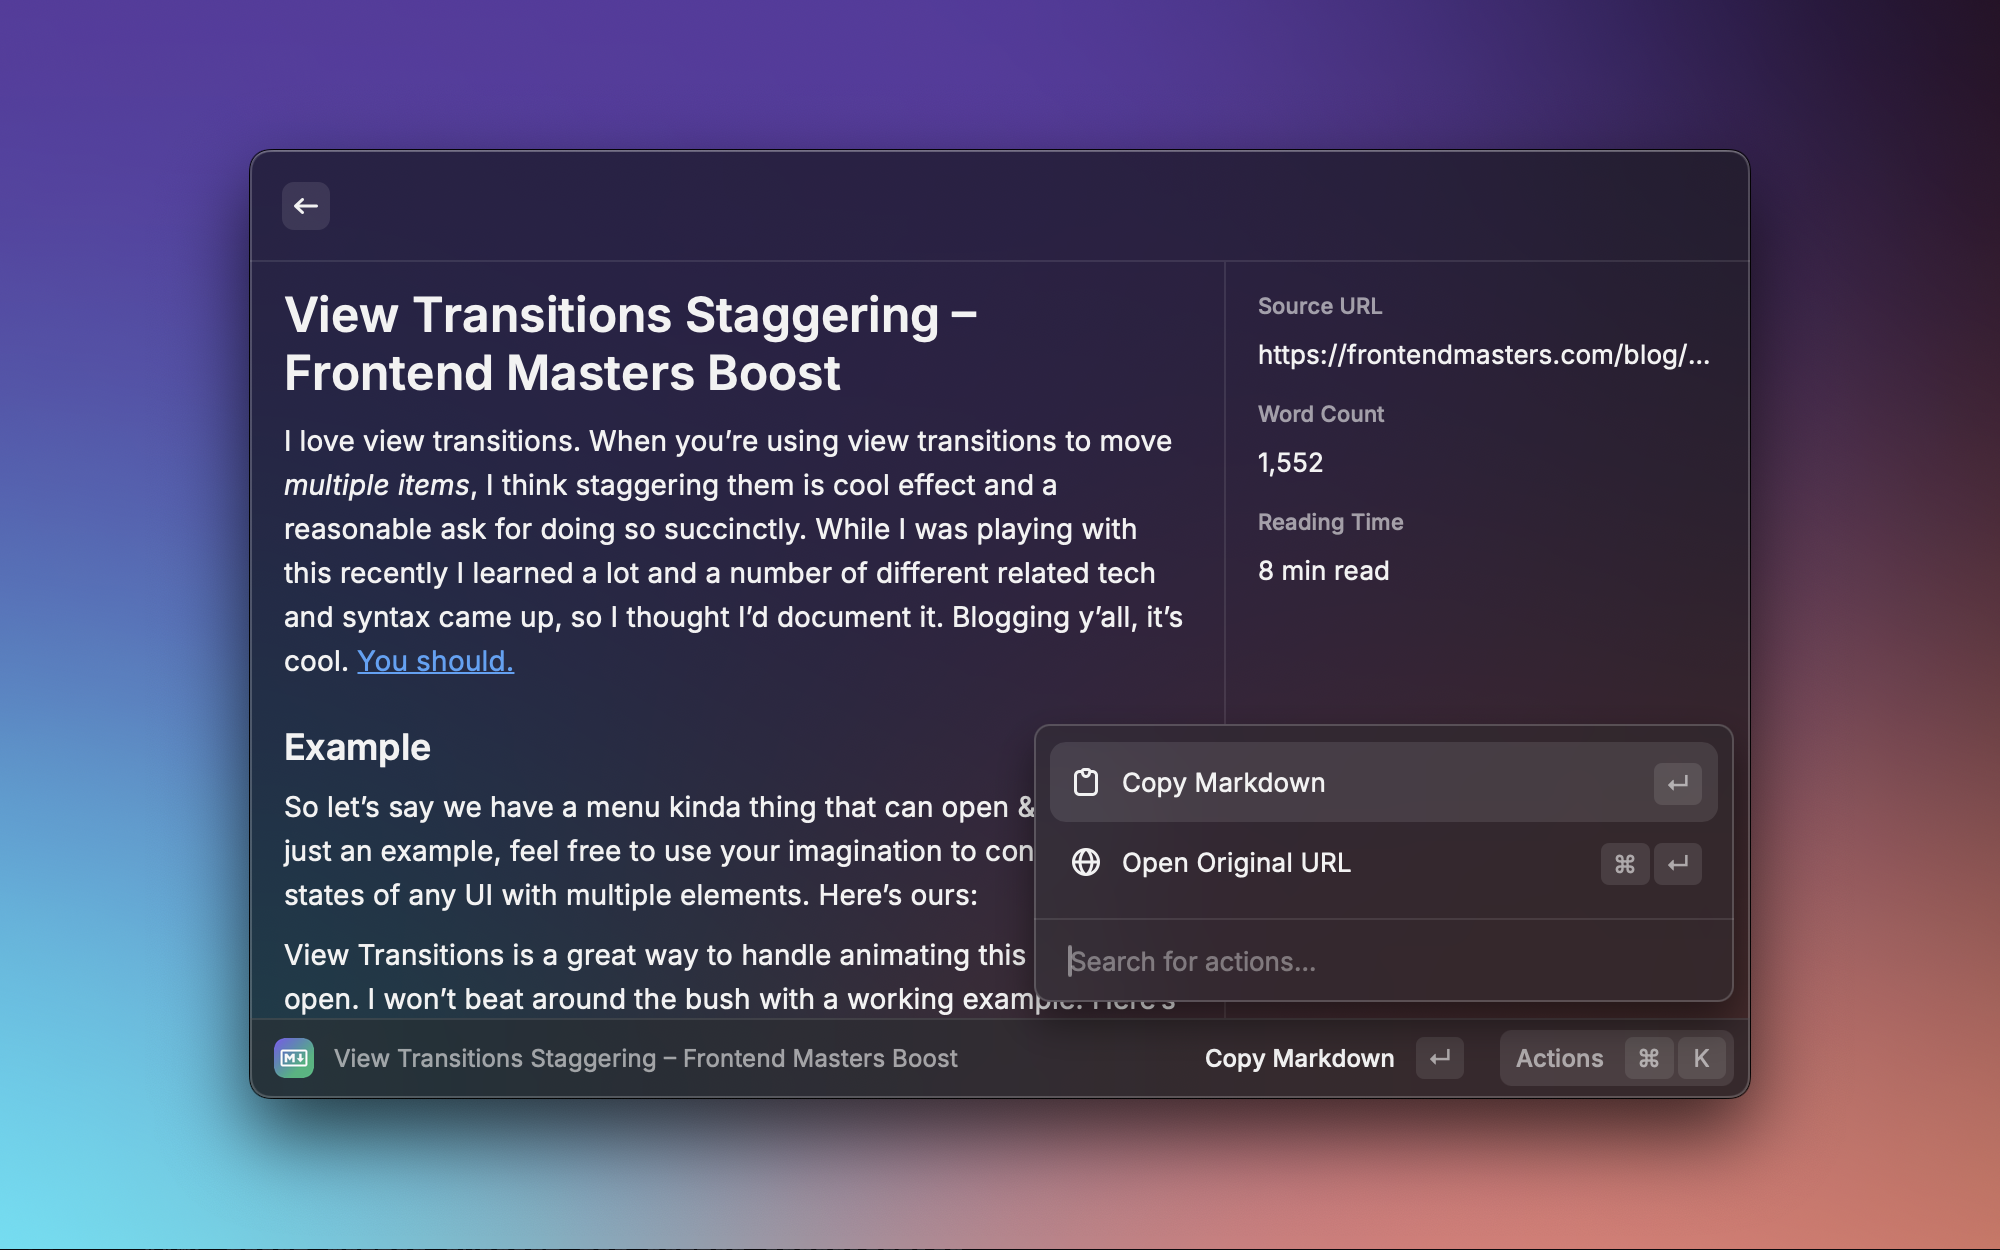 View Transitions Staggering –
Frontend Masters Boost
I love view transitions. When you’re using view transitions to move
multiple items, I think staggering them is cool effect and a
reasonable ask for doing so succinctly. While I was playing with
this recently I learned a lot and a number of different related tech
and syntax came up, so I thought I’d document it. Blogging y’all, it’s
cool. You should.
Example
So let’s say we have a menu kinda thing that can open &
just an example, feel free to use your imagination to con
states of any UI with multiple elements. Here’s ours:
View Transitions is a great way to handle animating this
open. I won’t beat around the bush with a working example. Here’s
Source URL
https://frontendmasters.com/blog/...
Word Count
1,552
Reading Time
8 min read
Copy Markdown ↵
Open Original URL ⌘ ↵
Search for actions...
M↓ View Transitions Staggering – Frontend Masters Boost
Copy Markdown ↵ Actions ⌘ K